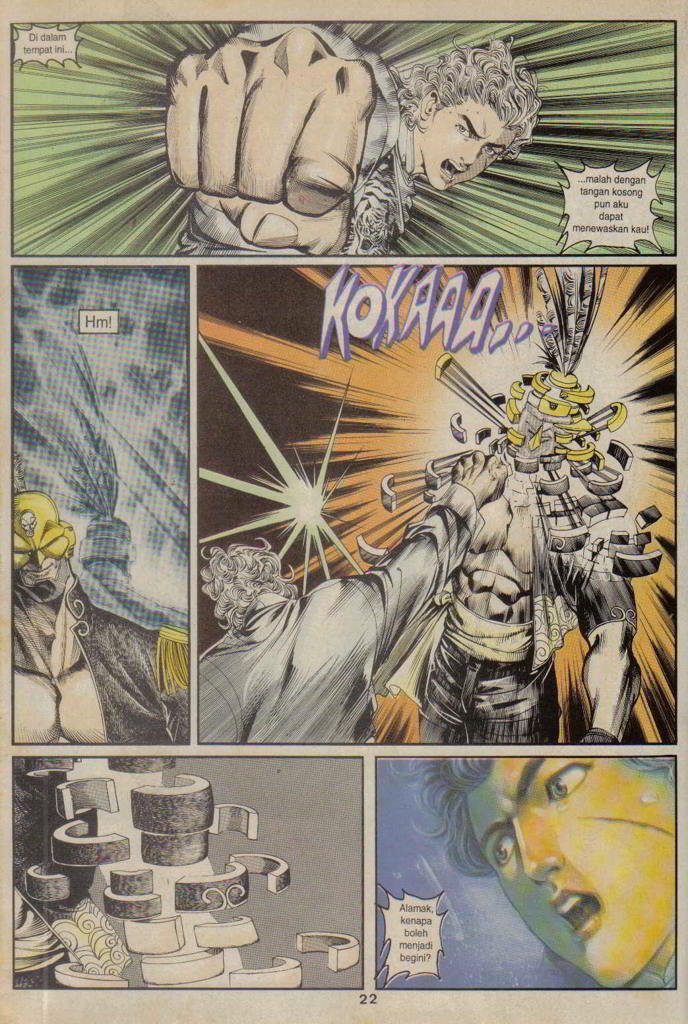 Di dalam
tempat ini...
...malah dengan
tangan kosong
pun aku
dapat
menewaskan kau!
Hm!
KOKAAA...
Alamak,
kenapa
boleh
menjadi
begini?
22